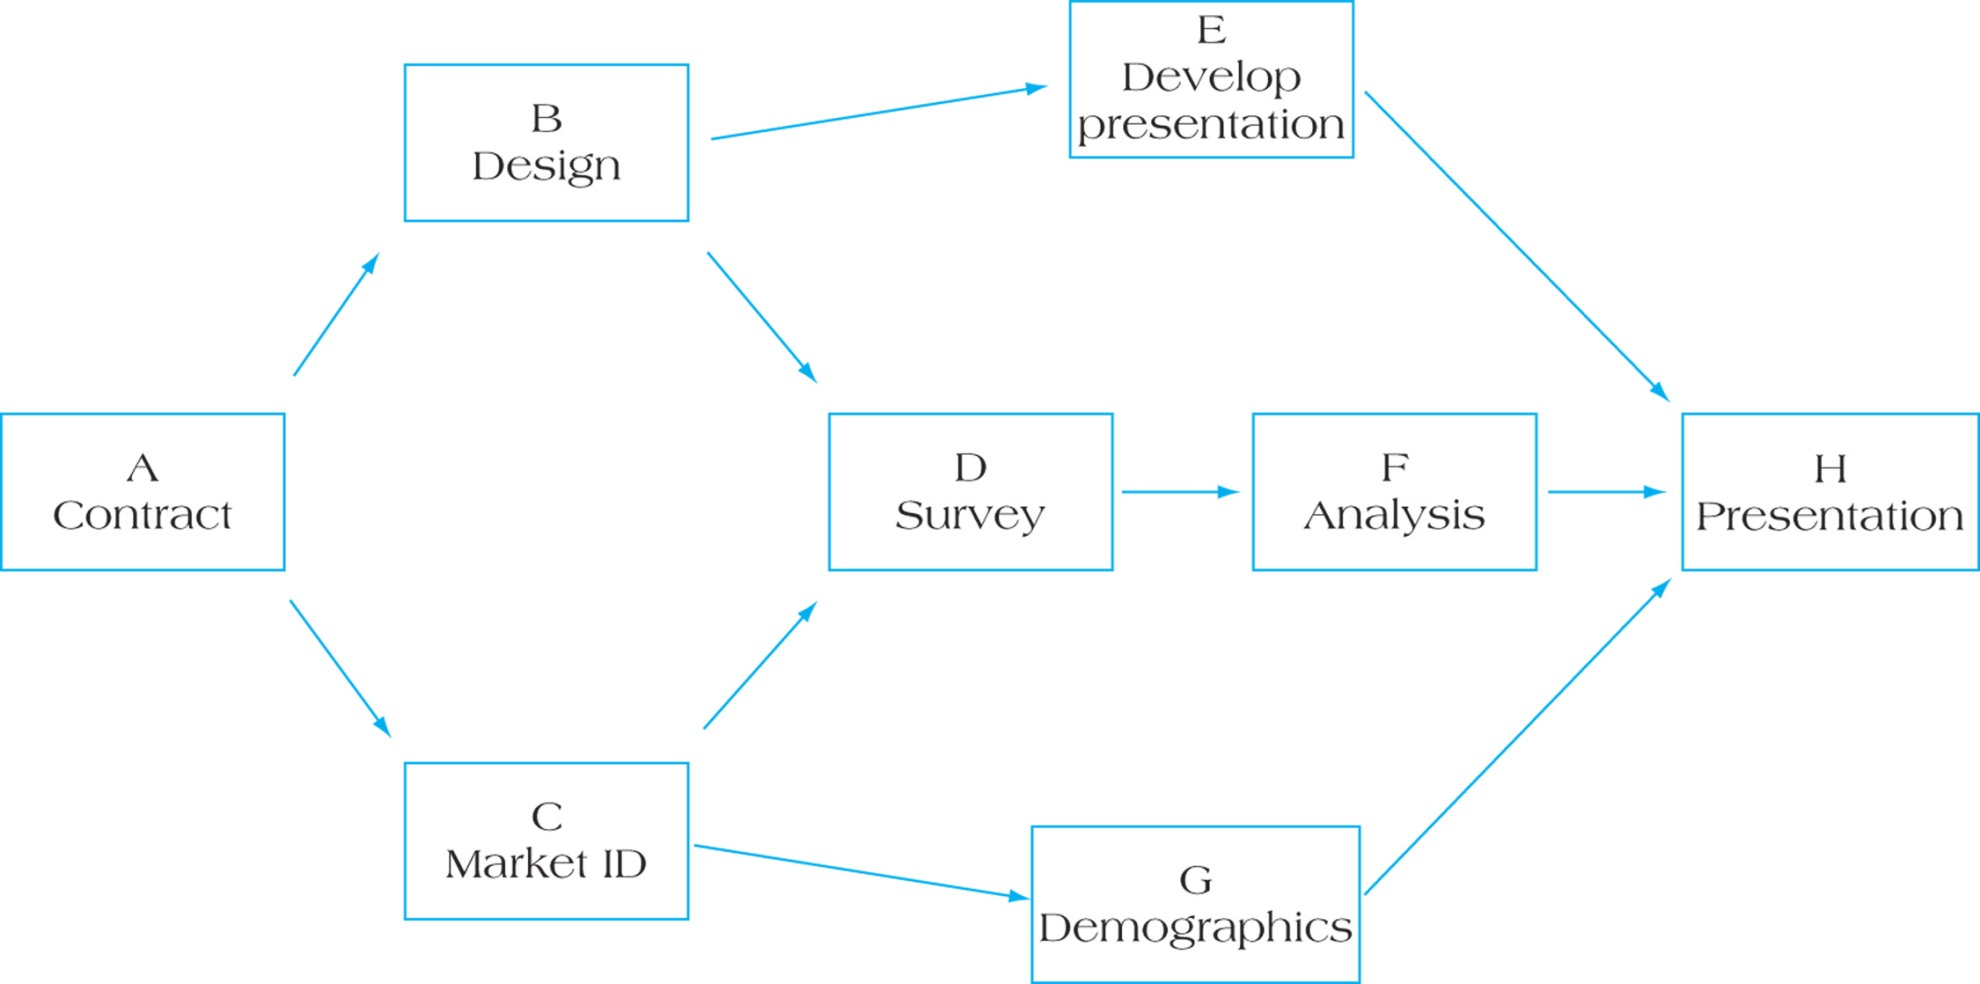 E
Develop
presentation
B
Design
A
Contract
D
Survey
F
Analysis
H
Presentation
C
Market ID
G
Demographics